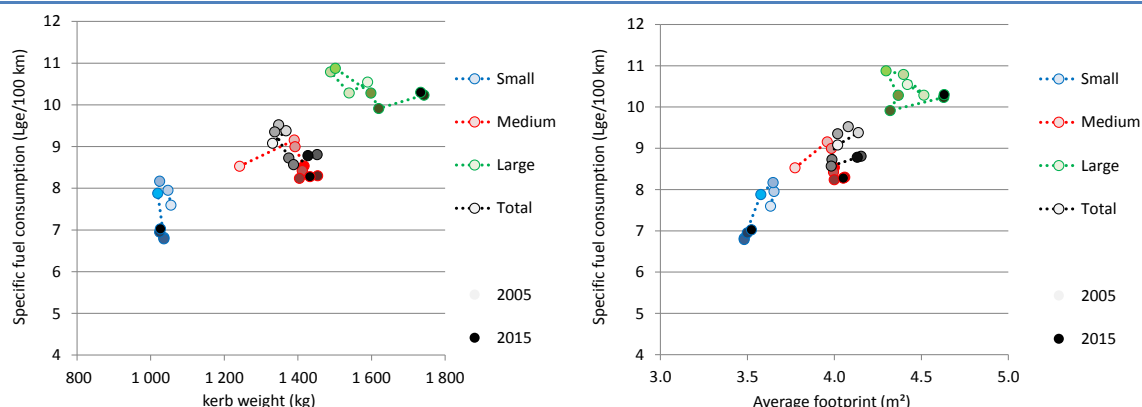 Specific fuel consumption (Lge/100 km)
12
11
10
9
8
7
6
5
4
800
1 000
1 200
1 400
1 600
1 800
kerb weight (kg)
Small
Medium
Large
Total
2005
2015
Specific fuel consumption (Lge/100 km)
12
11
10
9
8
7
6
5
4
3.0
3.5
4.0
4.5
5.0
Average footprint (m²)
Small
Medium
Large
Total
2005
2015